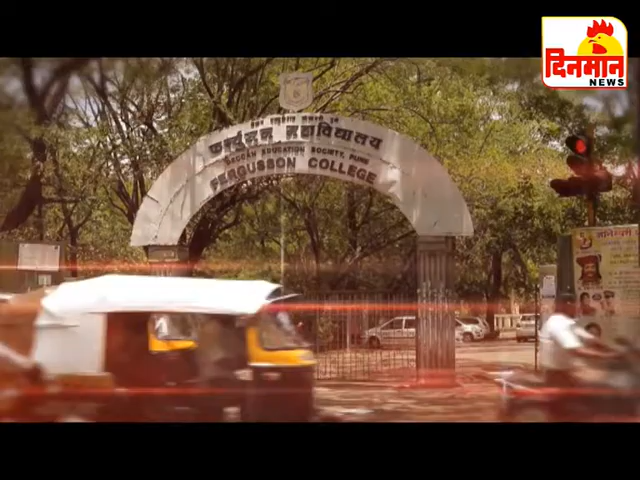 दिनमान
NEWS
फर्ग्युसन महाविद्यालय
DECCAN EDUCATION SOCIETY, PUNE
FERGUSSON COLLEGE